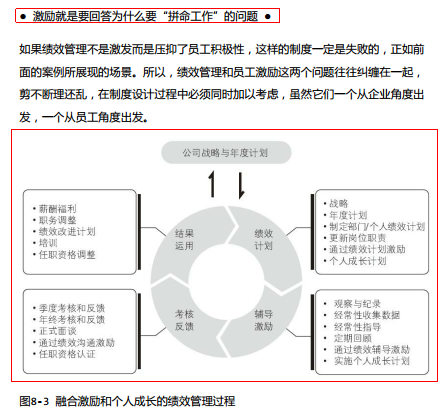 ● 激励就是要回答为什么要“拼命工作”的问题 ●
如果绩效管理不是激发而是压抑了员工积极性，这样的制度一定是失败的，正如前
面的案例所展现的场景。所以，绩效管理和员工激励这两个问题往往纠缠在一起，
剪不断理还乱，在制度设计过程中必须同时加以考虑，虽然它们一个从企业角度出
发，一个从员工角度出发。
公司战略与年度计划
• 薪酬福利
• 职务调整
• 绩效改进计划
• 培训
• 任职资格调整
结果
运用
绩效
计划
• 战略
• 年度计划
• 制定部门/个人绩效计划
• 更新岗位职责
• 通过绩效计划激励
• 个人成长计划
• 季度考核和反馈
• 年终考核和反馈
• 正式面谈
• 通过绩效沟通激励
• 任职资格认证
考核
反馈
辅导
激励
• 观察与纪录
• 经常性收集数据
• 经常性指导
• 定期回顾
• 通过绩效辅导激励
• 实施个人成长计划
图8-3 融合激励和个人成长的绩效管理过程